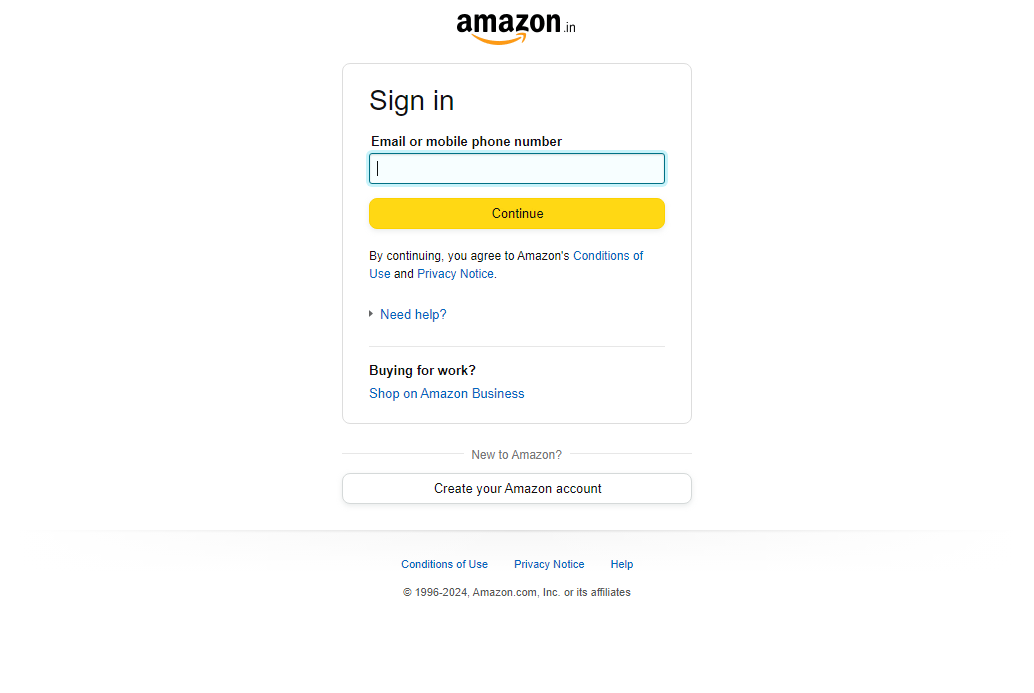 amazon.in
Sign in
Email or mobile phone number
Continue
By continuing, you agree to Amazon's Conditions of
Use and Privacy Notice.
Need help?
Buying for work?
Shop on Amazon Business
New to Amazon?
Create your Amazon account
Conditions of Use Privacy Notice Help
© 1996-2024, Amazon.com, Inc. or its affiliates